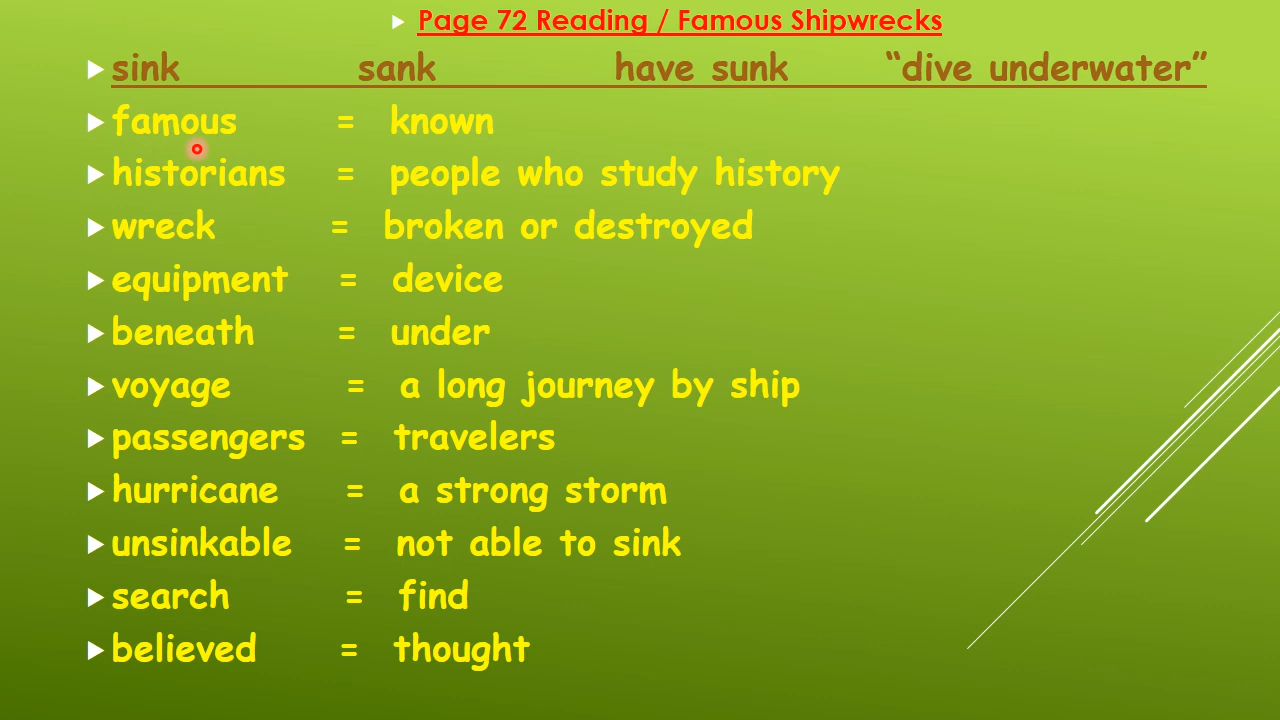 Page 72 Reading / Famous Shipwrecks
sink sank have sunk “dive underwater”
famous = known
historians = people who study history
wreck = broken or destroyed
equipment = device
beneath = under
voyage = a long journey by ship
passengers = travelers
hurricane = a strong storm
unsinkable = not able to sink
search = find
believed = thought